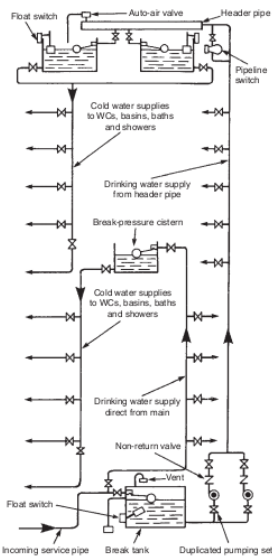 Float switch
Auto-air valve
Header pipe
Pipeline
switch
Cold water supplies
to WCs, basins, baths
and showers
Drinking water supply
from header pipe
Break-pressure cistern
Cold water supplies
to WCs, basins, baths
and showers
Drinking water supply
direct from main
Non-return valve
Vent
Float switch
Incoming service pipe
Break tank
Duplicated pumping set